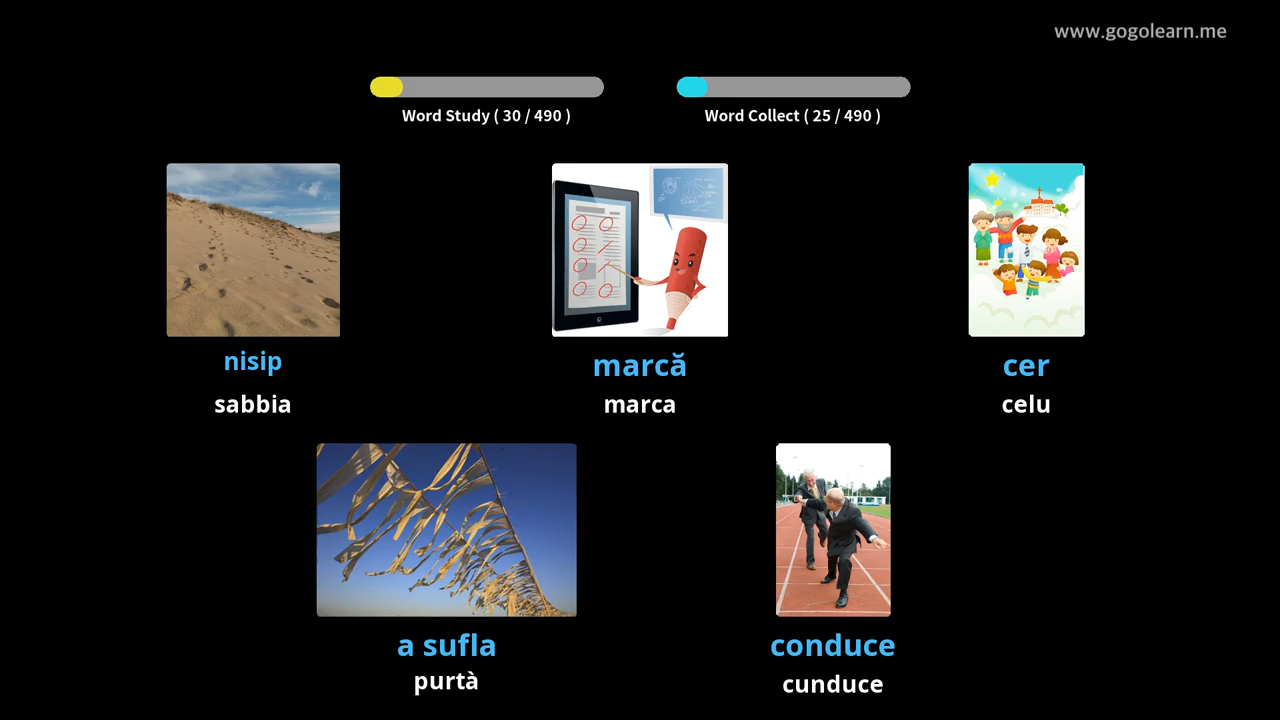 www.gogolearn.me
Word Study ( 30 / 490 )
Word Collect ( 25 / 490 )
nisip
sabbia
marcă
marca
cer
celu
a sufla
purtà
conduce
cunduce